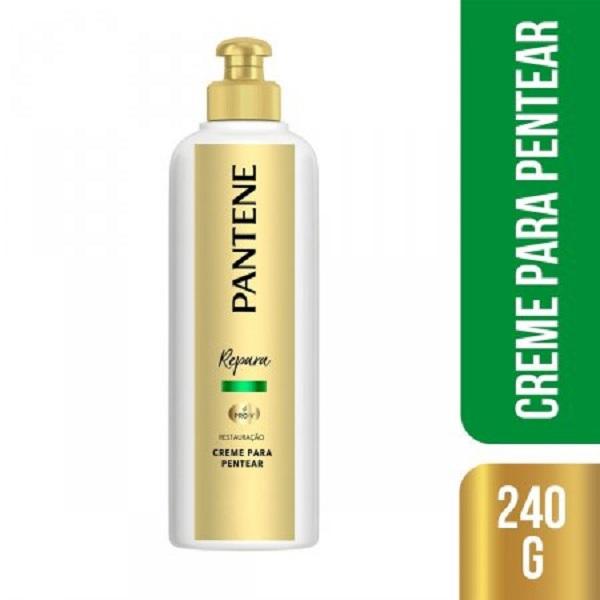 PANTENE
Repara
PRO-V
RESTAURAÇÃO
CREME PARA
PENTEAR
CREME PARA PENTEAR
240
G